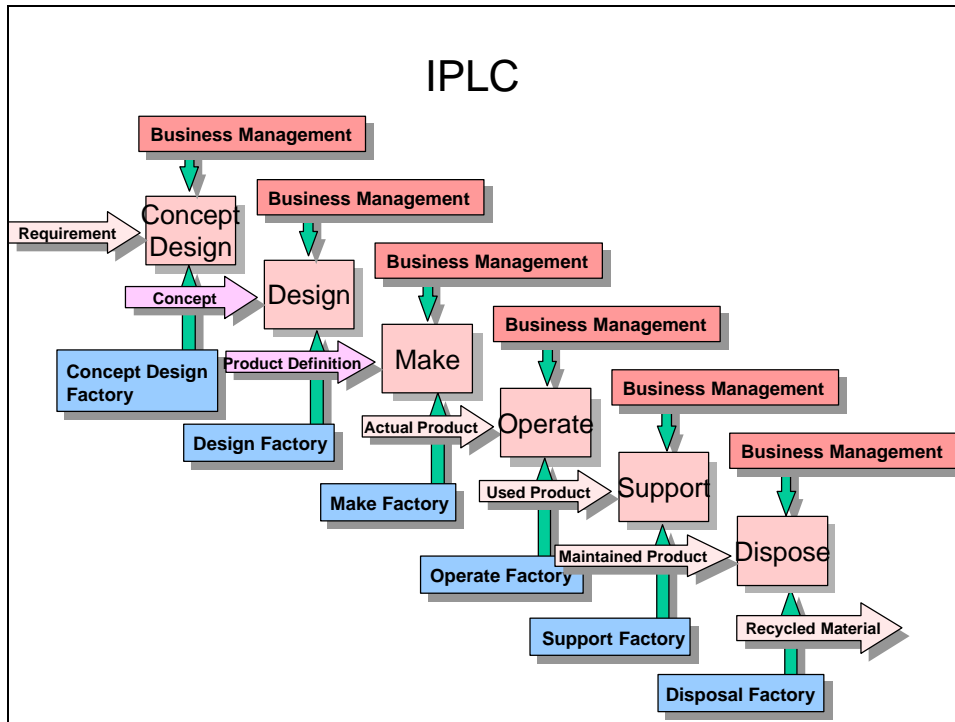 IPLC
Business Management
Concept
Design
Requirement
Business Management
Design
Concept
Business Management
Make
Product Definition
Concept Design
Factory
Business Management
Operate
Actual Product
Design Factory
Business Management
Support
Used Product
Make Factory
Business Management
Dispose
Maintained Product
Operate Factory
Recycled Material
Support Factory
Disposal Factory